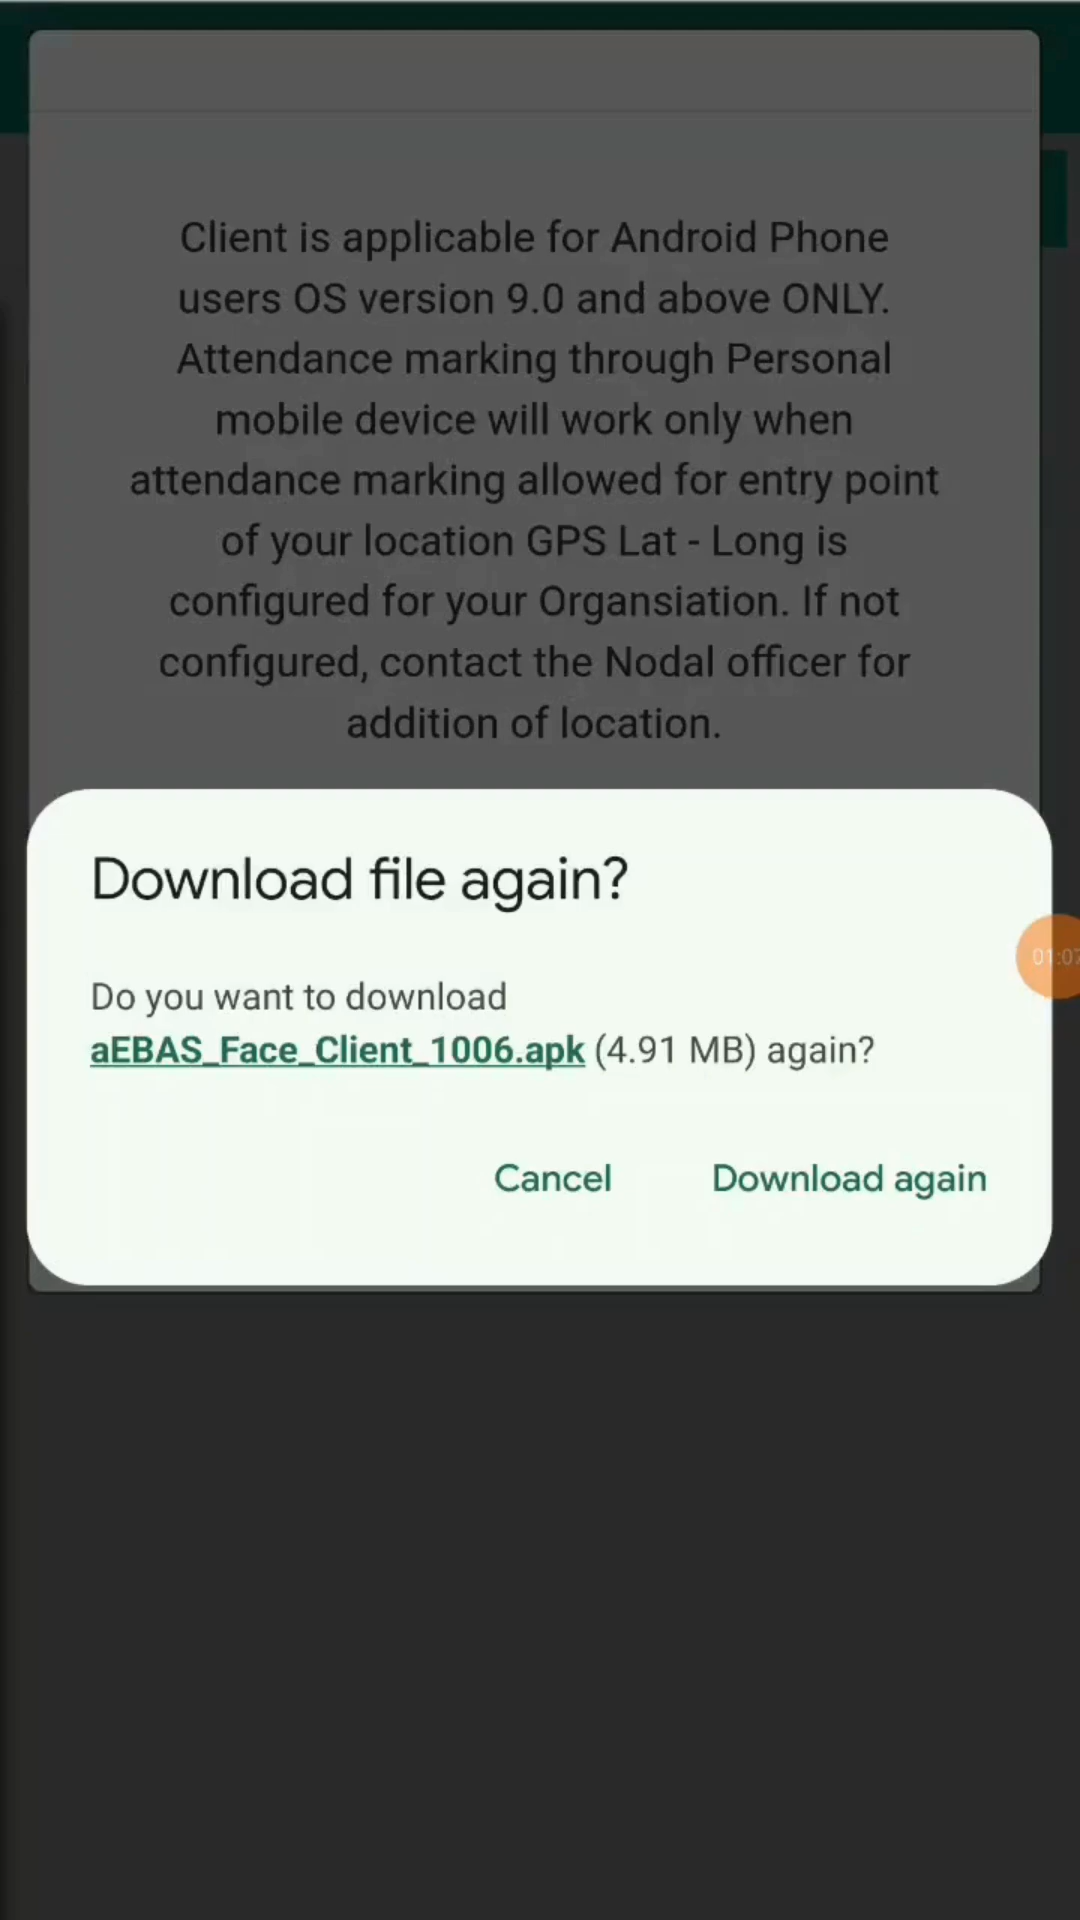 Client is applicable for Android Phone
users OS version 9.0 and above ONLY.
Attendance marking through Personal
mobile device will work only when
attendance marking allowed for entry point
of your location GPS Lat - Long is
configured for your Organsiation. If not
configured, contact the Nodal officer for
addition of location.
Download file again?
01:07
Do you want to download
aEBAS_Face_Client_1006.apk (4.91 MB) again?
Cancel Download again